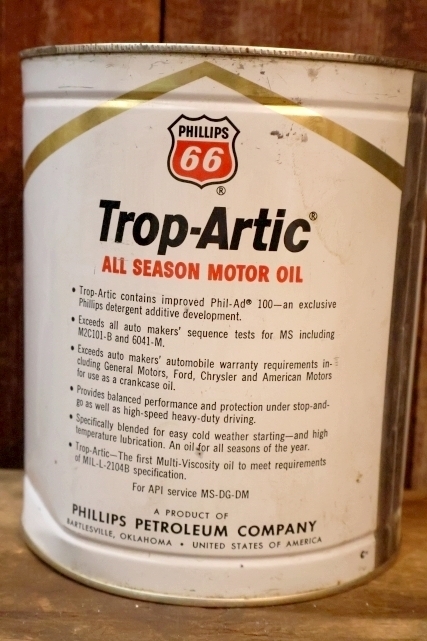 PHILLIPS
66
®
Trop-Artic®
ALL SEASON MOTOR OIL
• Trop-Artic contains improved Phil-Ad® 100—an exclusive
Phillips detergent additive development.
• Exceeds all auto makers' sequence tests for MS including
M2C101-B and 6041-M.
• Exceeds auto makers' automobile warranty requirements in-
cluding General Motors, Ford, Chrysler and American Motors
for use as a crankcase oil.
• Provides balanced performance and protection under stop-and-
go as well as high-speed heavy-duty driving.
• Specifically blended for easy cold weather starting—and high
temperature lubrication. An oil for all seasons of the year.
• Trop-Artic—The first Multi-Viscosity oil to meet requirements
of MIL-L-2104B specification.
For API service MS-DG-DM
A PRODUCT OF
PHILLIPS PETROLEUM COMPANY
BARTLESVILLE, OKLAHOMA • UNITED STATES OF AMERICA